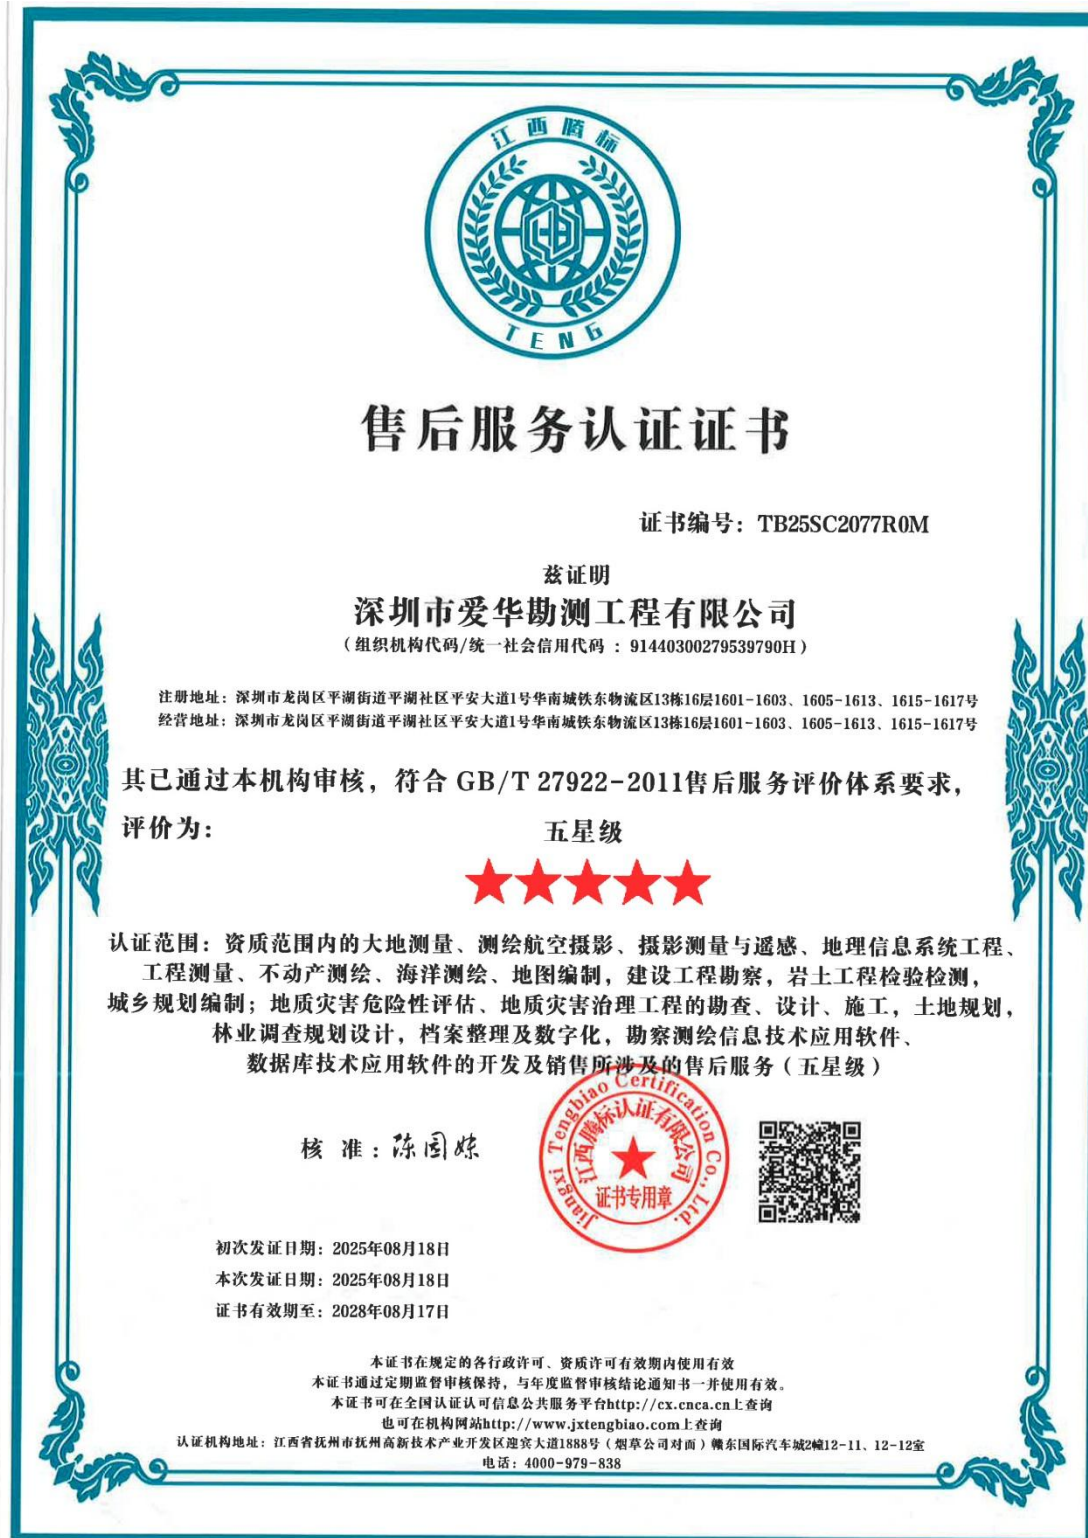 江西腾标
TENG
售后服务认证证书
证书编号：TB25SC2077R0M
兹证明
深圳市爱华勘测工程有限公司
（组织机构代码/统一社会信用代码 ：91440300279539790H）
注册地址：深圳市龙岗区平湖街道平湖社区平安大道1号华南城铁东物流区13栋16层1601-1603、1605-1613、1615-1617号
经营地址：深圳市龙岗区平湖街道平湖社区平安大道1号华南城铁东物流区13栋16层1601-1603、1605-1613、1615-1617号
其已通过本机构审核，符合 GB/T 27922-2011售后服务评价体系要求，
评价为： 五星级
认证范围：资质范围内的大地测量、测绘航空摄影、摄影测量与遥感、地理信息系统工程、
工程测量、不动产测绘、海洋测绘、地图编制，建设工程勘察，岩土工程检验检测，
城乡规划编制；地质灾害危险性评估、地质灾害治理工程的勘查、设计、施工，土地规划，
林业调查规划设计，档案整理及数字化，勘察测绘信息技术应用软件、
数据库技术应用软件的开发及销售所涉及的售后服务（五星级）
核 准：
Jiangxi Tengbiao Certification Co., Ltd.
江西腾标认证有限公司
证书专用章
初次发证日期：2025年08月18日
本次发证日期：2025年08月18日
证书有效期至：2028年08月17日
本证书在规定的各行政许可、资质许可有效期内使用有效
本证书通过定期监督审核保持，与年度监督审核结论通知书一并使用有效。
本证书可在全国认证认可信息公共服务平台http://cx.cnca.cn上查询
也可在机构网站http://www.jxtengbiao.com上查询
认证机构地址：江西省抚州市抚州高新技术产业开发区迎宾大道1888号（烟草公司对面）赣东国际汽车城2幢12-11、12-12室
电话：4000-979-838